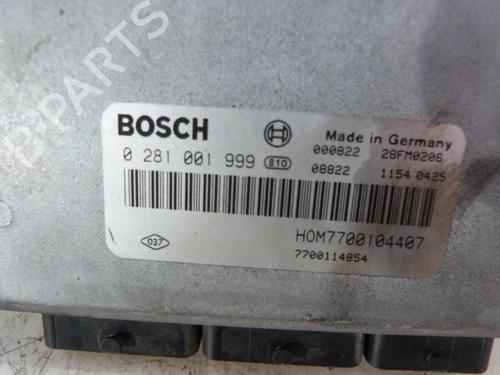 B-PARTS
BOSCH
Made in Germany
0 281 001 999 810
000822 28FM0206
08822 1154 0425
037
HOM7700104407
7700114854